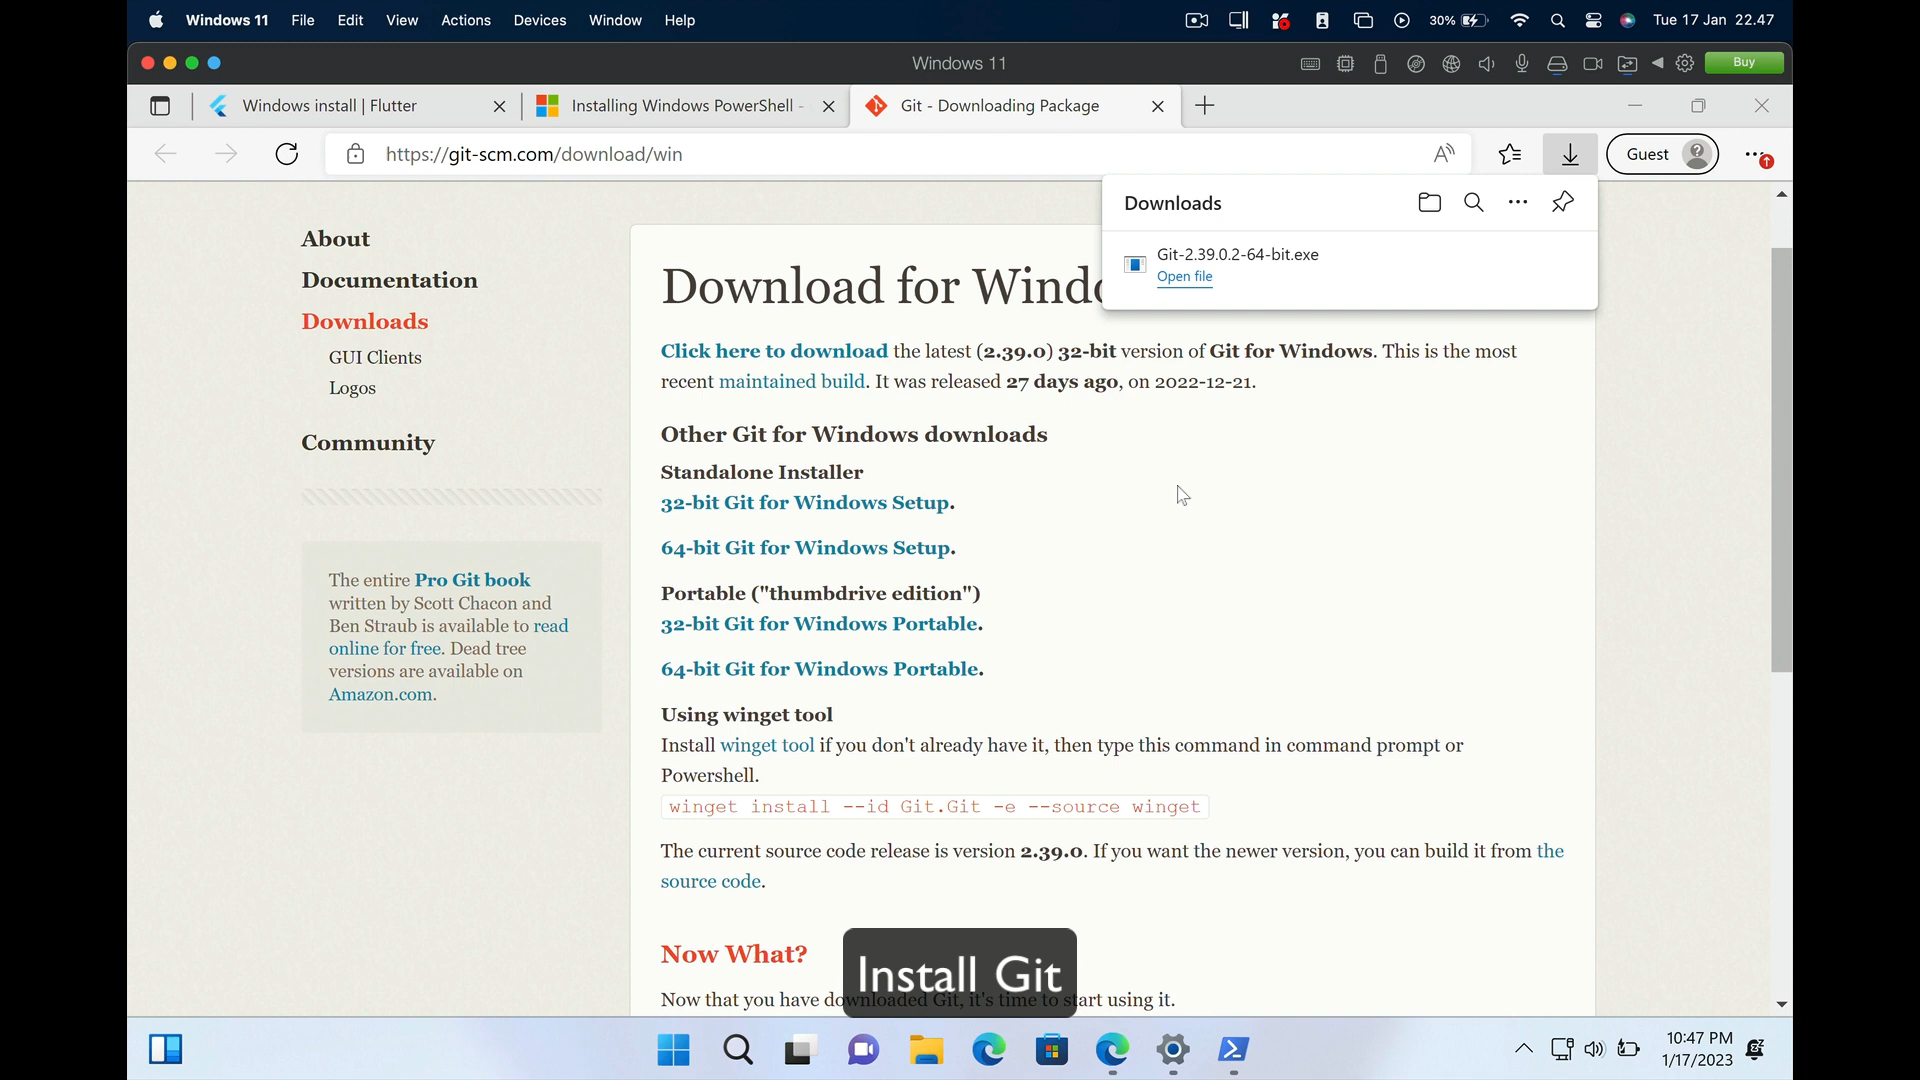 Windows 11 File Edit View Actions Devices Window Help 30% Tue 17 Jan 22.47
Windows 11 Buy
Windows install | Flutter Installing Windows PowerShell - Git - Downloading Package
https://git-scm.com/download/win Guest
Downloads
Git-2.39.0.2-64-bit.exe
Open file
About
Documentation
Downloads
GUI Clients
Logos
Community
The entire Pro Git book
written by Scott Chacon and
Ben Straub is available to read
online for free. Dead tree
versions are available on
Amazon.com.
Download for Windo
Click here to download the latest (2.39.0) 32-bit version of Git for Windows. This is the most
recent maintained build. It was released 27 days ago, on 2022-12-21.
Other Git for Windows downloads
Standalone Installer
32-bit Git for Windows Setup.
64-bit Git for Windows Setup.
Portable ("thumbdrive edition")
32-bit Git for Windows Portable.
64-bit Git for Windows Portable.
Using winget tool
Install winget tool if you don't already have it, then type this command in command prompt or
Powershell.
winget install --id Git.Git -e --source winget
The current source code release is version 2.39.0. If you want the newer version, you can build it from the
source code.
Now What?
Now that you have downloaded Git, it's time to start using it.
Install Git
10:47 PM
1/17/2023